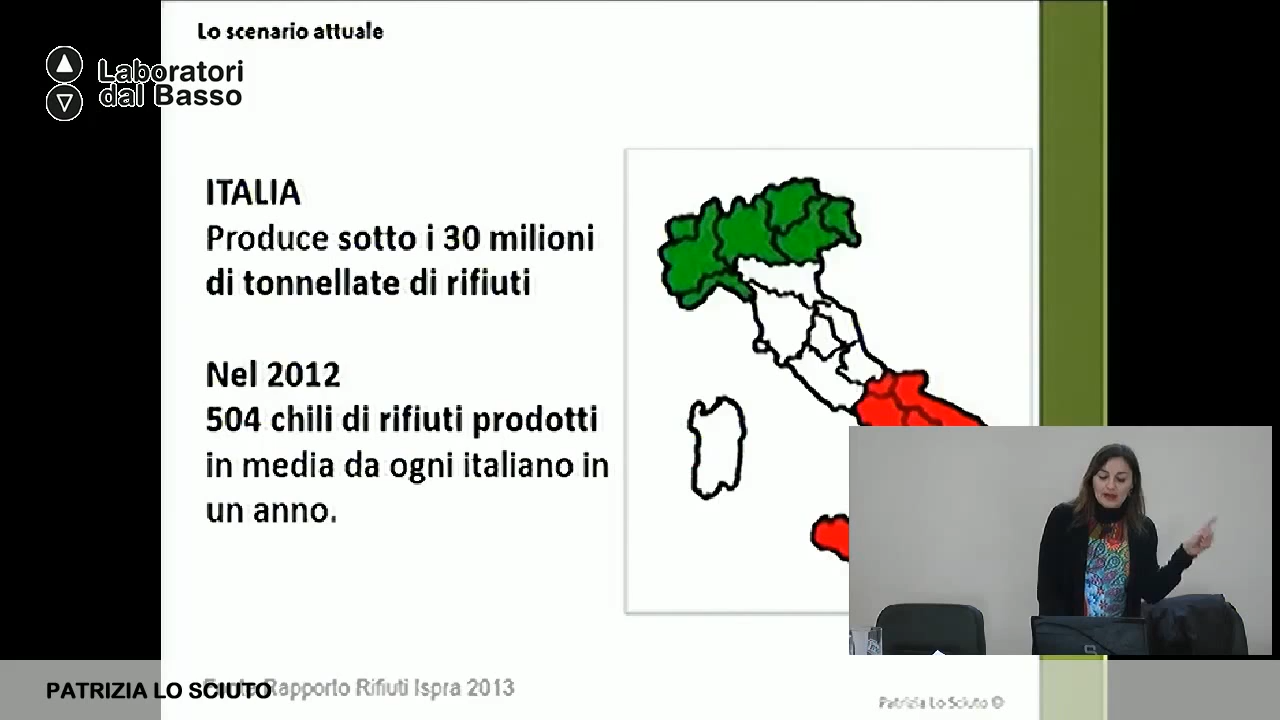 Lo scenario attuale
Laboratori
dal Basso
ITALIA
Produce sotto i 30 milioni
di tonnellate di rifiuti
Nel 2012
504 chili di rifiuti prodotti
in media da ogni italiano in
un anno.
Rapporto Rifiuti Ispra 2013
PATRIZIA LO SCIUTO
Patrizia Lo Sciuto ©